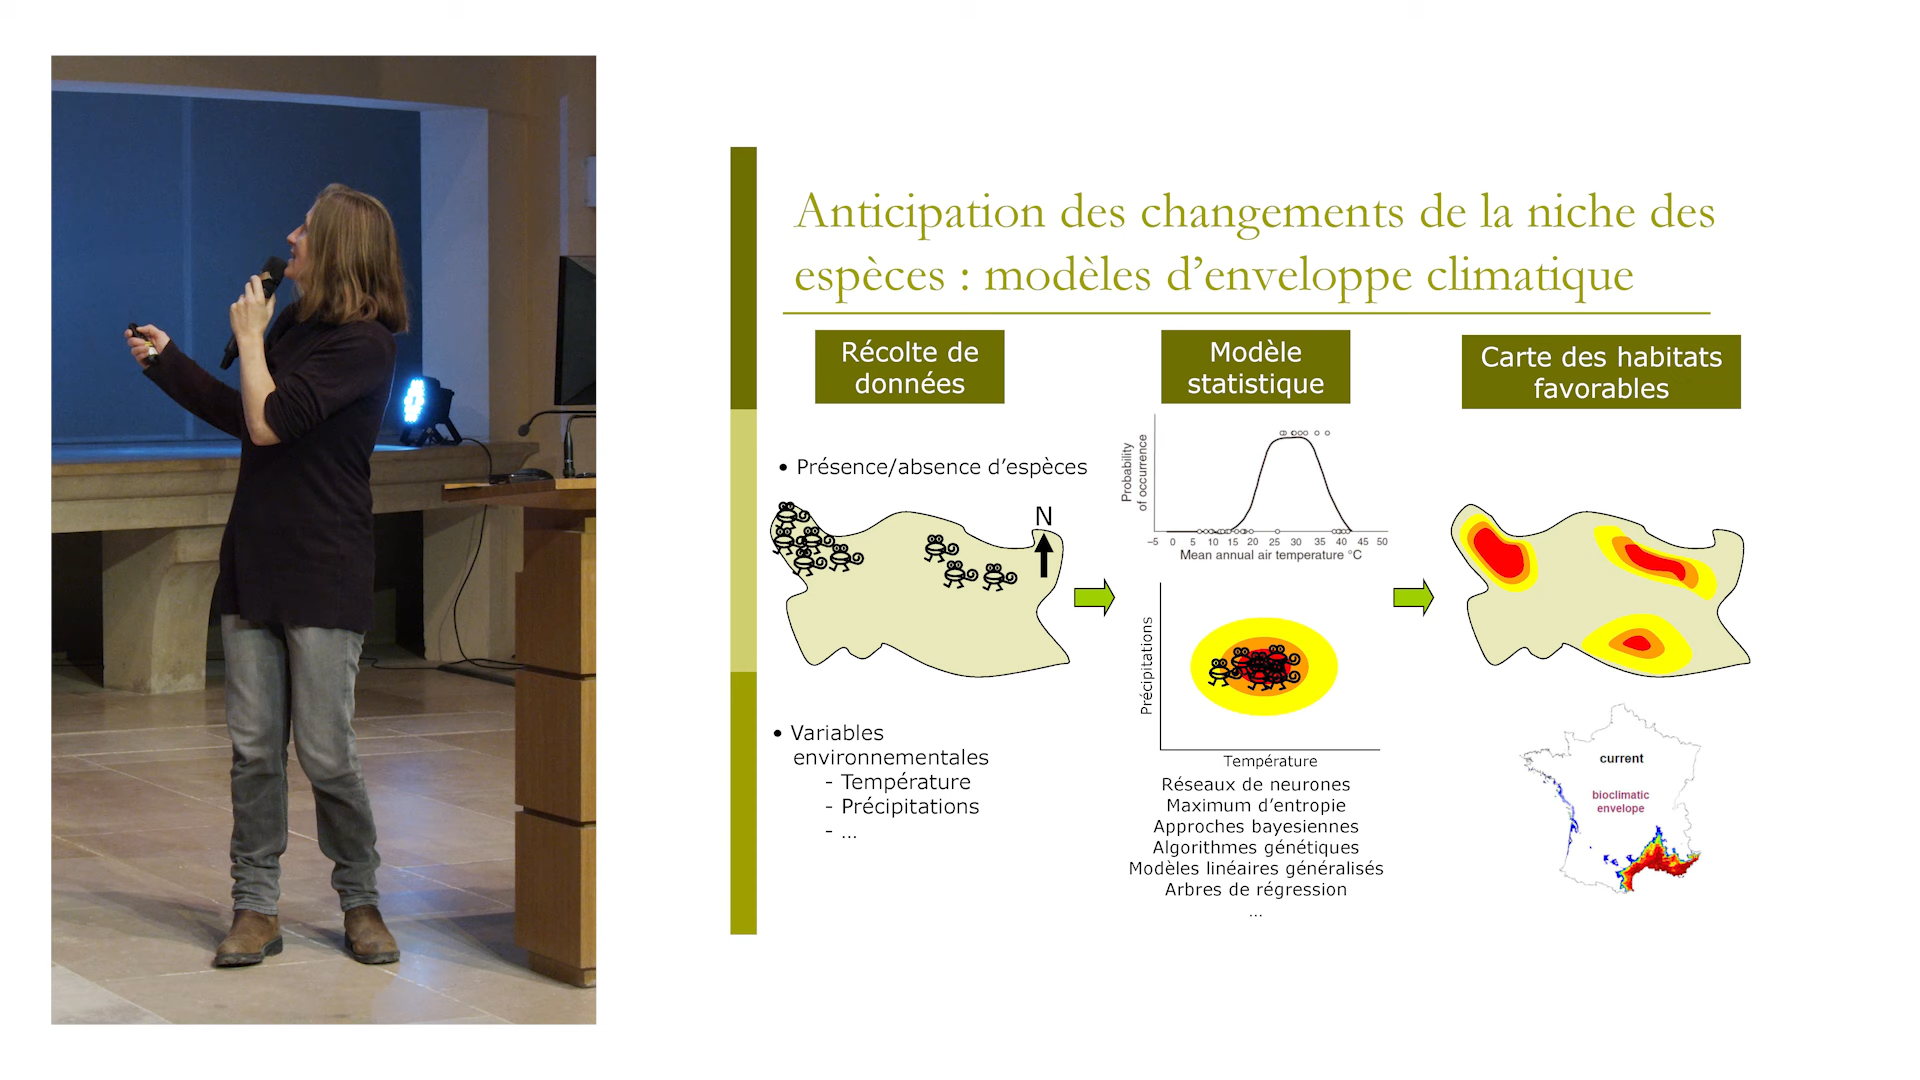 Anticipation des changements de la niche des
espèces : modèles d’enveloppe climatique
Récolte de
données
• Présence/absence d’espèces
N
• Variables
environnementales
- Température
- Précipitations
- ...
Modèle
statistique
Probability
of occurrence
-5 0 5 10 15 20 25 30 35 40 45 50
Mean annual air temperature °C
Précipitations
Température
Réseaux de neurones
Maximum d’entropie
Approches bayesiennes
Algorithmes génétiques
Modèles linéaires généralisés
Arbres de régression
...
Carte des habitats
favorables
current
bioclimatic
envelope